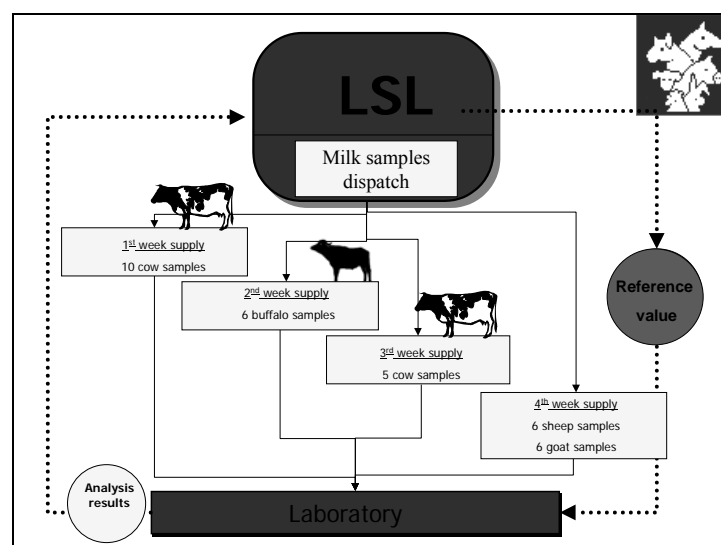 LSL
Milk samples
dispatch
1st week supply
10 cow samples
2nd week supply
6 buffalo samples
3rd week supply
5 cow samples
4th week supply
6 sheep samples
6 goat samples
Reference
value
Analysis
results
Laboratory